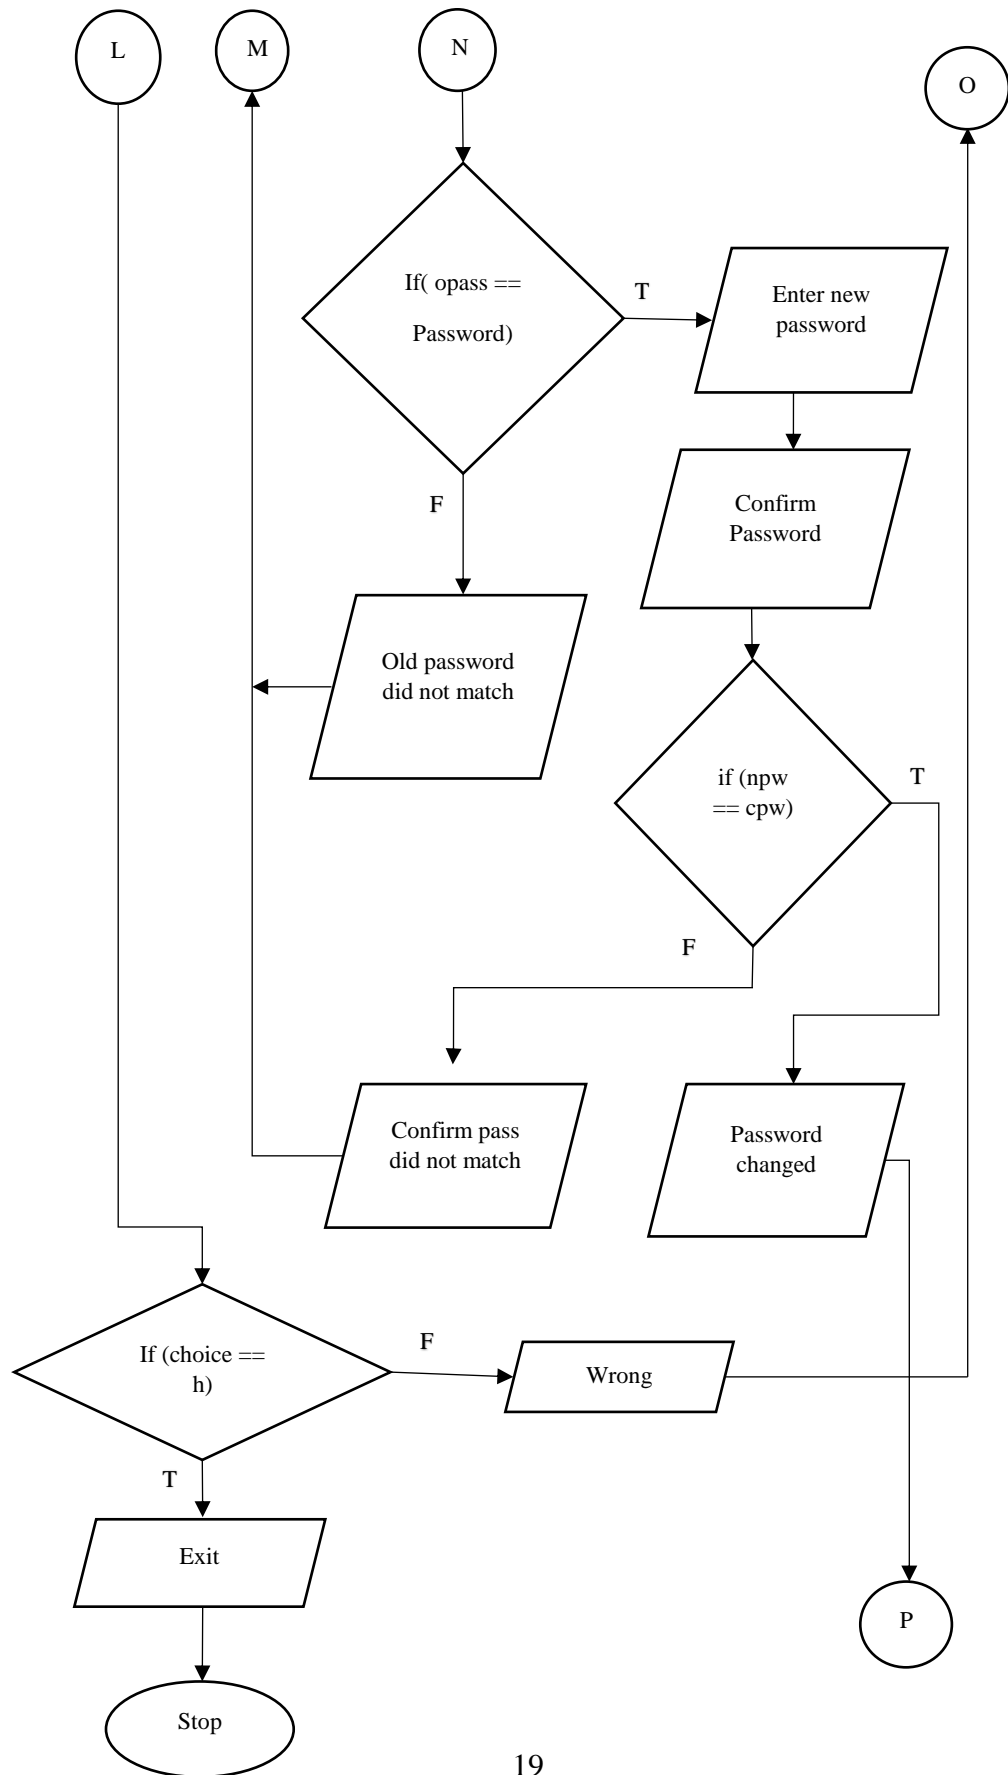 L
M
N
O
If( opass ==
Password)
T
Enter new
password
Confirm
Password
F
Old password
did not match
if (npw
== cpw)
T
F
Confirm pass
did not match
Password
changed
If (choice ==
h)
F
Wrong
T
Exit
P
Stop
19